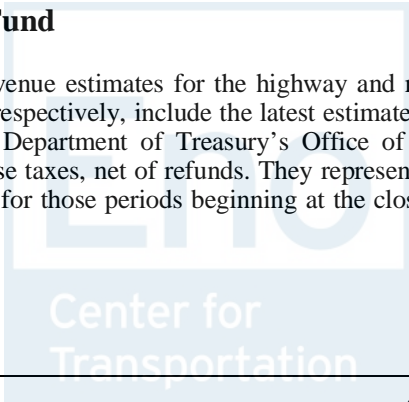 Fund
venue estimates for the highway and
respectively, include the latest estimate
Department of Treasury's Office of
se taxes, net of refunds. They represen
for those periods beginning at the clos
Eno
Center for
Transportation